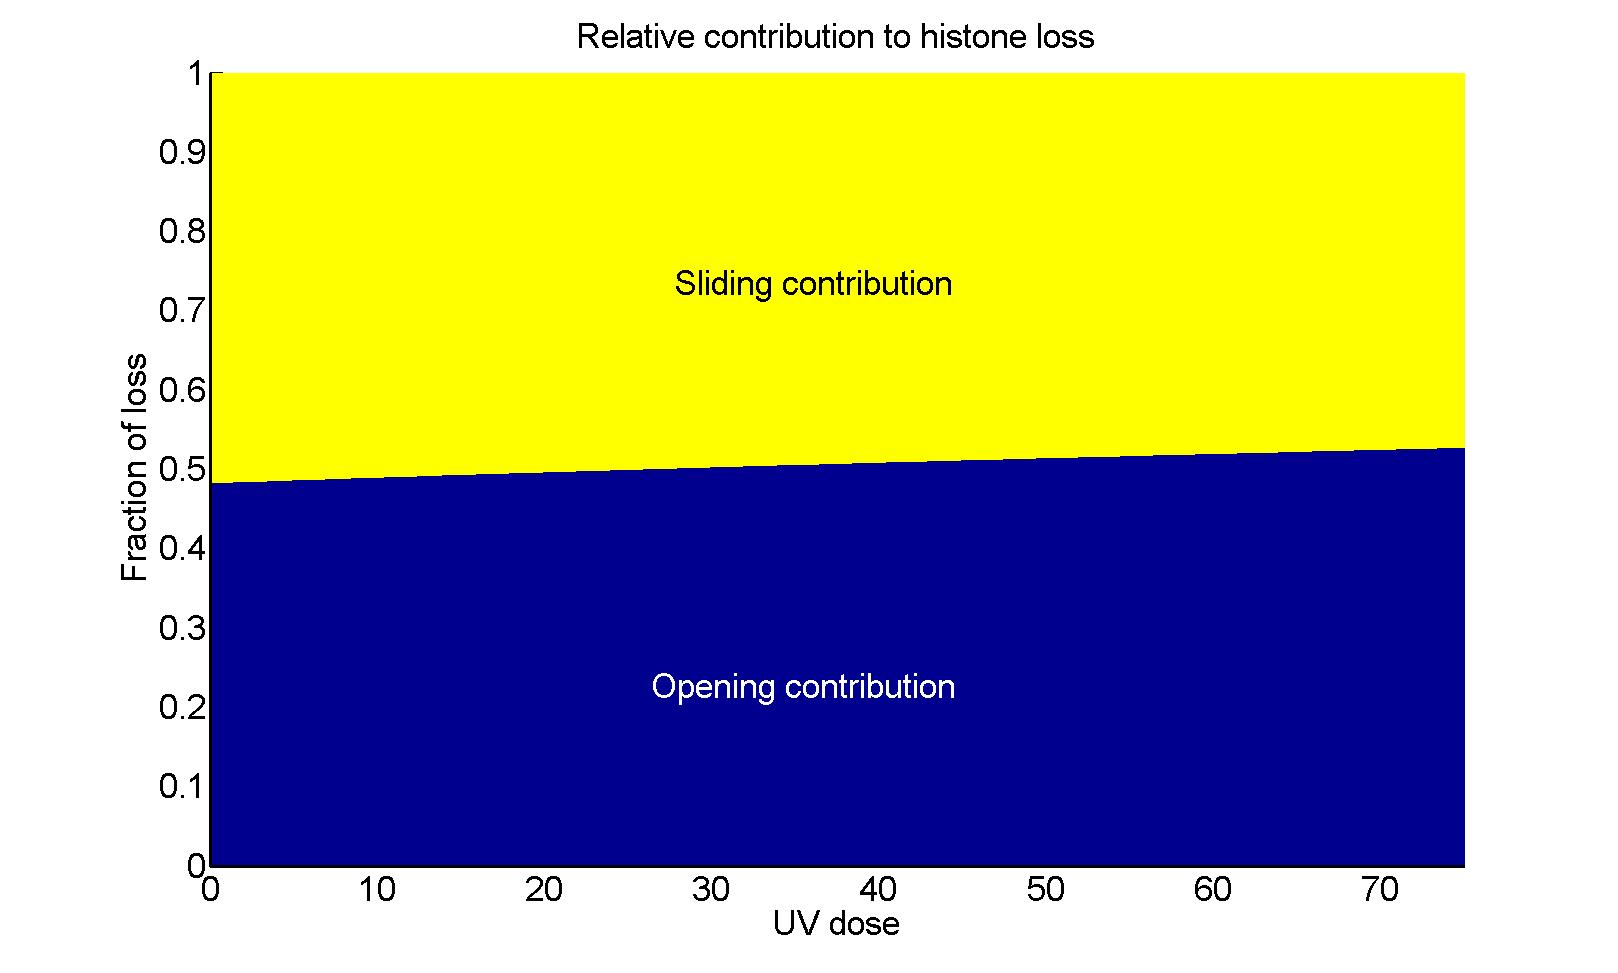 Relative contribution to histone loss
1
0.9
0.8
0.7
0.6
0.5
0.4
0.3
0.2
0.1
0
Fraction of loss
Sliding contribution
Opening contribution
0 10 20 30 40 50 60 70
UV dose